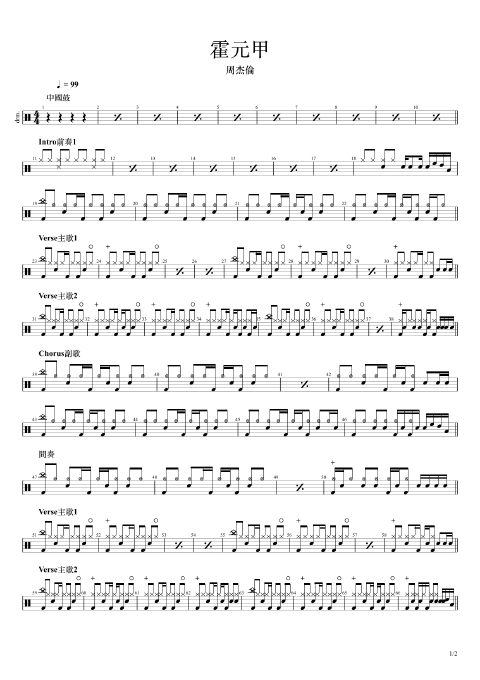 霍元甲
周杰倫
♩ = 99
中國鼓
drm.
Intro前奏1
Verse主歌1
Verse主歌2
Chorus副歌
間奏
Verse主歌1
Verse主歌2
1/2